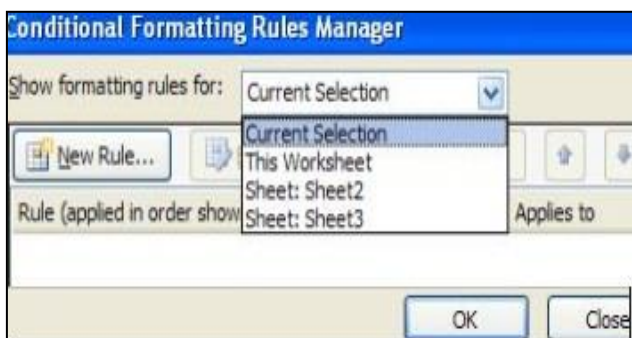 Conditional Formatting Rules Manager
Show formatting rules for: Current Selection
Current Selection
New Rule...
This Worksheet
Sheet: Sheet2
Rule (applied in order show Sheet: Sheet3 Applies to
OK Close